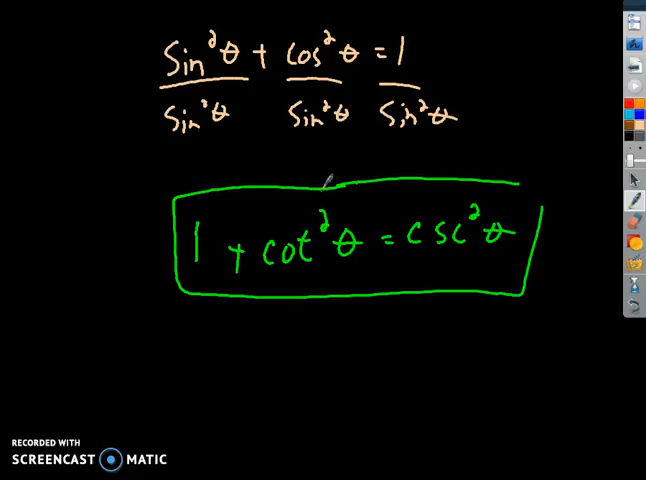 sin²θ + cos²θ = 1
sin²θ sin²θ sin²θ
1 + cot²θ = csc²θ
RECORDED WITH
SCREENCAST MATIC